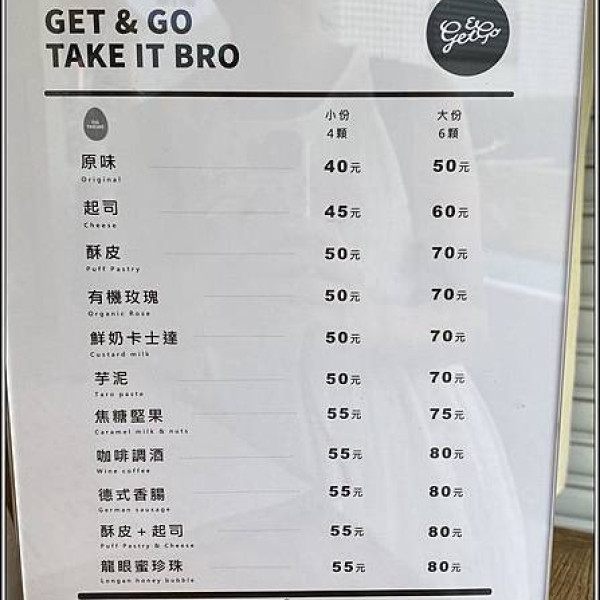 GET & GO
TAKE IT BRO
Get & Go
小份 大份
4顆 6顆
原味 40元 50元
Original
起司 45元 60元
Cheese
酥皮 50元 70元
Puff Pastry
有機玫瑰 50元 70元
Organic Rose
鮮奶卡士達 50元 70元
Custard milk
芋泥 50元 70元
Taro paste
焦糖堅果 55元 75元
Caramel milk & nuts
咖啡調酒 55元 80元
Wine coffee
德式香腸 55元 80元
German sausage
酥皮+起司 55元 80元
Puff Pastry & Cheese
龍眼蜜珍珠 55元 80元
Longan honey bubble